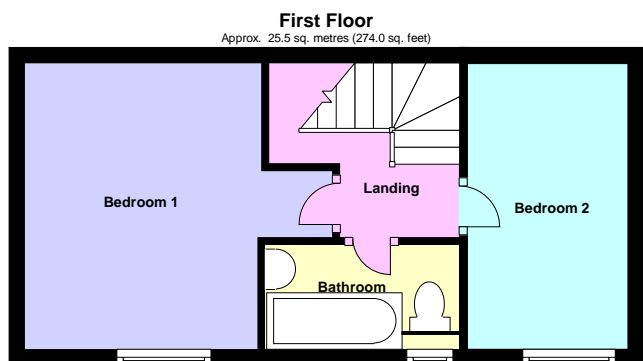 First Floor
Approx. 25.5 sq. metres (274.0 sq. feet)
Landing
Bedroom 1
Bedroom 2
Bathroom